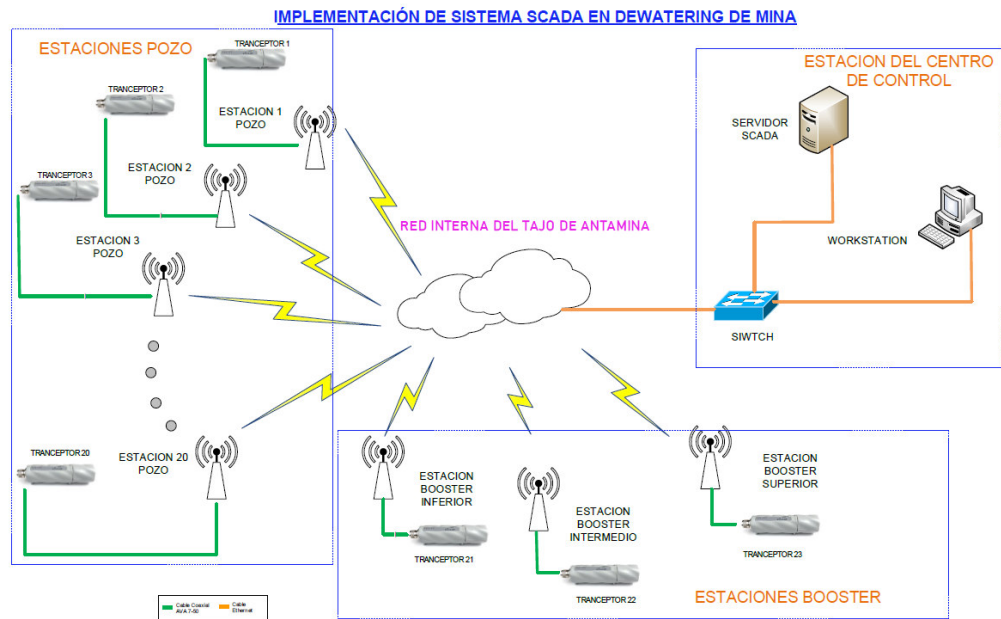 IMPLEMENTACIÓN DE SISTEMA SCADA EN DEWATERING DE MINA
ESTACIONES POZO
TRANCEPTOR 1
TRANCEPTOR 2
ESTACION 1
POZO
TRANCEPTOR 3
ESTACION 2
POZO
ESTACION 3
POZO
TRANCEPTOR 20
ESTACION 20
POZO
RED INTERNA DEL TAJO DE ANTAMINA
ESTACION DEL CENTRO
DE CONTROL
SERVIDOR
SCADA
WORKSTATION
SIWTCH
ESTACION
BOOSTER
INFERIOR
TRANCEPTOR 21
ESTACION
BOOSTER
INTERMEDIO
TRANCEPTOR 22
ESTACION
BOOSTER
SUPERIOR
TRANCEPTOR 23
ESTACIONES BOOSTER
Cable Coaxial
AVA 7-50
Cable
Ethernet